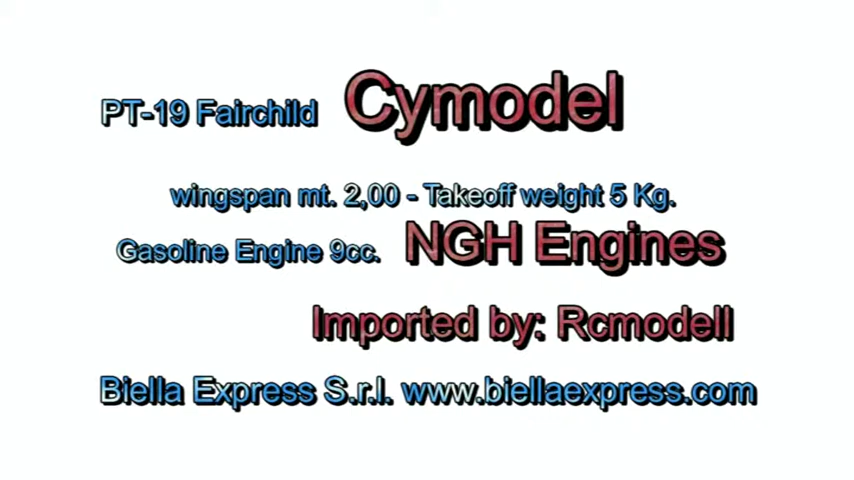 PT-19 Fairchild Cymodel
wingspan mt. 2,00 - Takeoff weight 5 Kg.
Gasoline Engine 9cc. NGH Engines
Imported by: Rcmodell
Biella Express S.r.l. www.biellaexpress.com